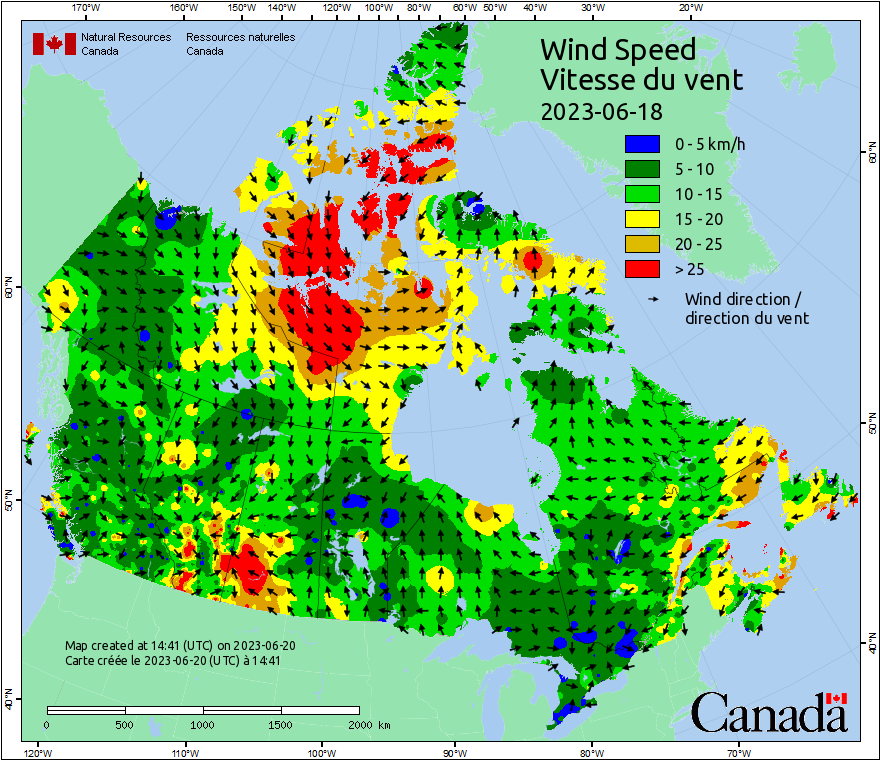 170°W 160°W 150°W 140°W 120°W 110°W 100°W 80°W 60°W 50°W 40°W 30°W 20°W
Natural Resources Ressources naturelles
Canada Canada
Wind Speed
Vitesse du vent
2023-06-18
0 - 5 km/h
5 - 10
10 - 15
15 - 20
20 - 25
> 25
Wind direction /
direction du vent
60°N 60°N
50°N 50°N
40°N 40°N
Map created at 14:41 (UTC) on 2023-06-20
Carte créée le 2023-06-20 (UTC) à 14:41
0 500 1000 1500 2000 km
Canada
120°W 110°W 100°W 90°W 80°W 70°W